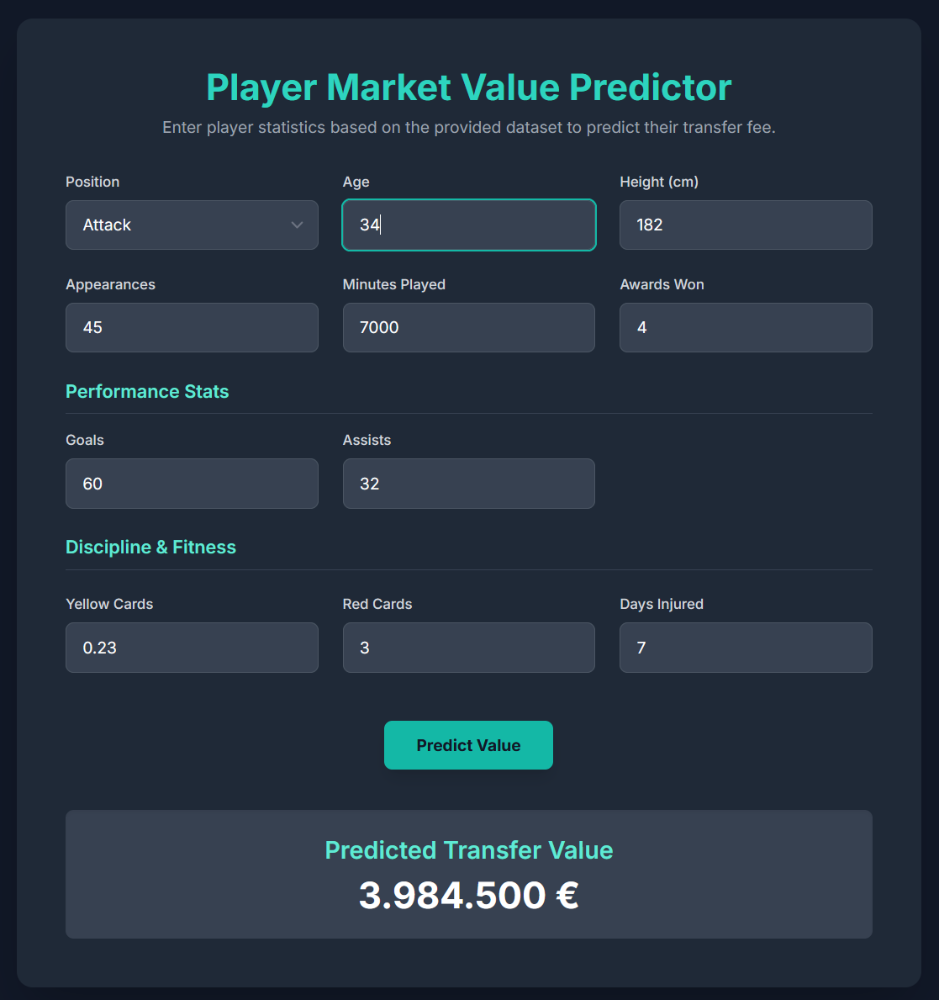 Player Market Value Predictor
Enter player statistics based on the provided dataset to predict their transfer fee.
Position Age Height (cm)
Attack 34 182
Appearances Minutes Played Awards Won
45 7000 4
Performance Stats
Goals Assists
60 32
Discipline & Fitness
Yellow Cards Red Cards Days Injured
0.23 3 7
Predict Value
Predicted Transfer Value
3.984.500 €